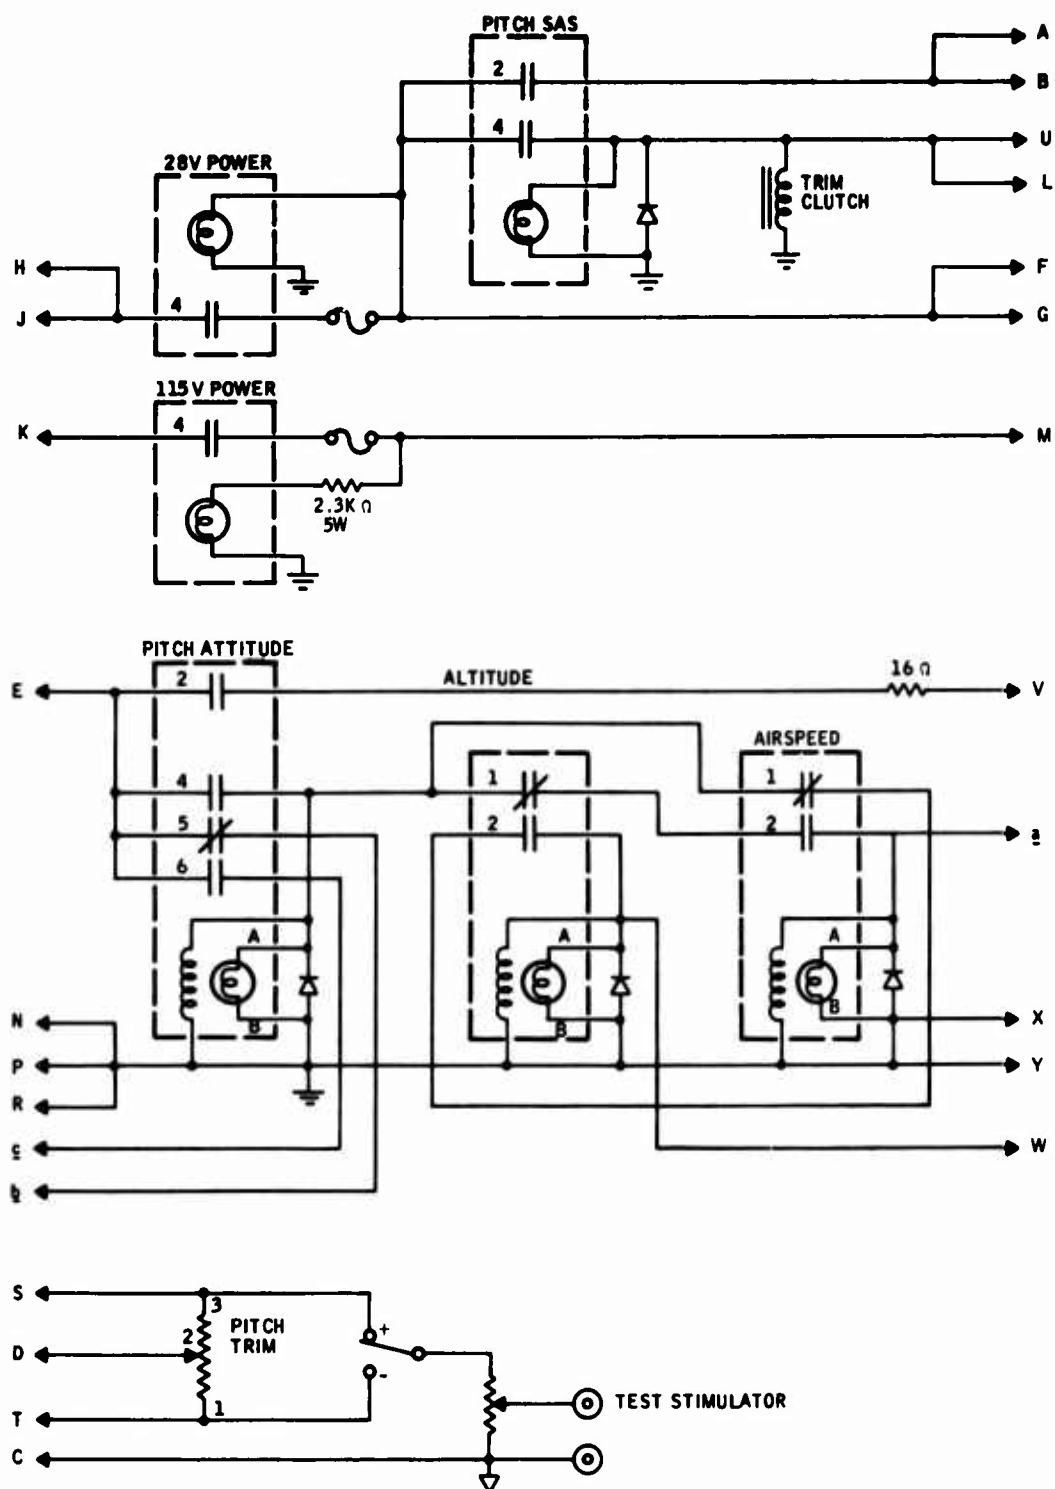 PITCH SAS
A
2
B
4
U
28V POWER
TRIM
CLUTCH
L
H
F
4
J
G
115V POWER
4
K
M
2.3K Ω
5W
PITCH ATTITUDE
16 Ω
E
2
ALTITUDE
V
AIRSPEED
4
1
1
5
2
2
a
6
A
A
A
B
N
B
B
X
P
Y
R
c
W
b
S
3
PITCH
TRIM
+
2
D
-
1
TEST STIMULATOR
T
C